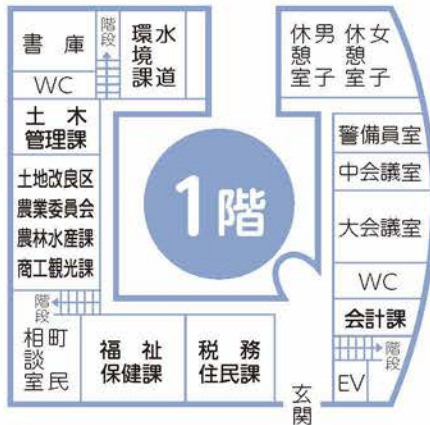 書庫
階段
環境課
水道
男子休憩室
女子休憩室
WC
土木
管理課
土地改良区
農業委員会
農林水産課
商工観光課
階段
町民
相談室
福祉
保健課
税務
住民課
1階
警備員室
中会議室
大会議室
WC
会計課
階段
EV
玄関